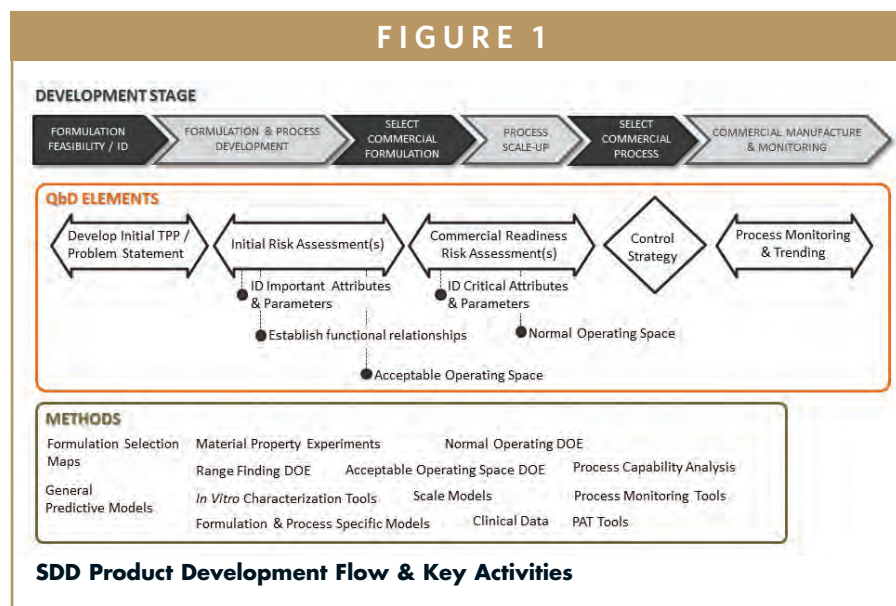 FIGURE 1
DEVELOPMENT STAGE
FORMULATION
FEASIBILITY / ID
FORMULATION & PROCESS
DEVELOPMENT
SELECT
COMMERCIAL
FORMULATION
PROCESS
SCALE-UP
SELECT
COMMERCIAL
PROCESS
COMMERCIAL MANUFACTURE
& MONITORING
QbD ELEMENTS
Develop Initial TPP /
Problem Statement
Initial Risk Assessment(s)
Commercial Readiness
Risk Assessment(s)
Control
Strategy
Process Monitoring
& Trending
ID Important Attributes
& Parameters
ID Critical Attributes
& Parameters
Establish functional relationships
Normal Operating Space
Acceptable Operating Space
METHODS
Formulation Selection
Maps
General
Predictive Models
Material Property Experiments
Normal Operating DOE
Range Finding DOE
Acceptable Operating Space DOE
Process Capability Analysis
In Vitro Characterization Tools
Scale Models
Process Monitoring Tools
Formulation & Process Specific Models
Clinical Data
PAT Tools
SDD Product Development Flow & Key Activities